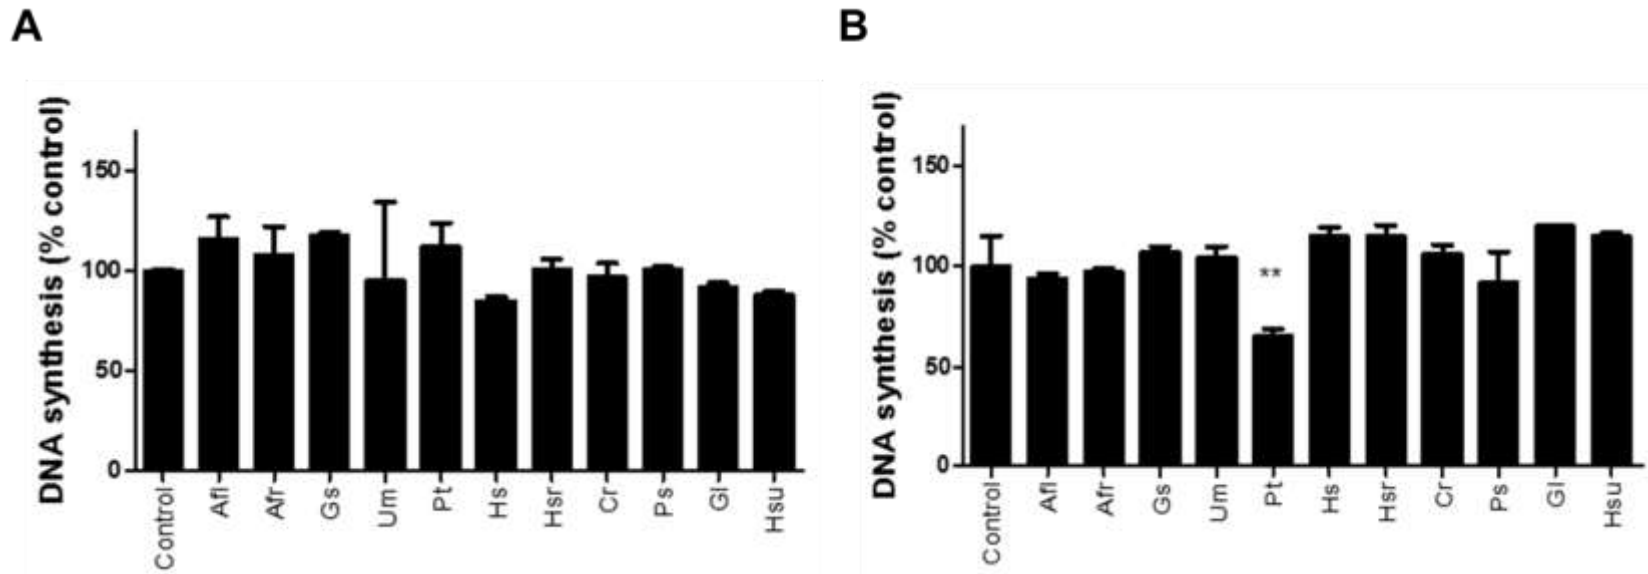 A
B
DNA synthesis (% control)
150
100
50
0
Control
Afl
Afr
Gs
Um
Pt
Hs
Hsr
Cr
Ps
Gl
Hsu
DNA synthesis (% control)
150
100
50
0
**
Control
Afl
Afr
Gs
Um
Pt
Hs
Hsr
Cr
Ps
Gl
Hsu